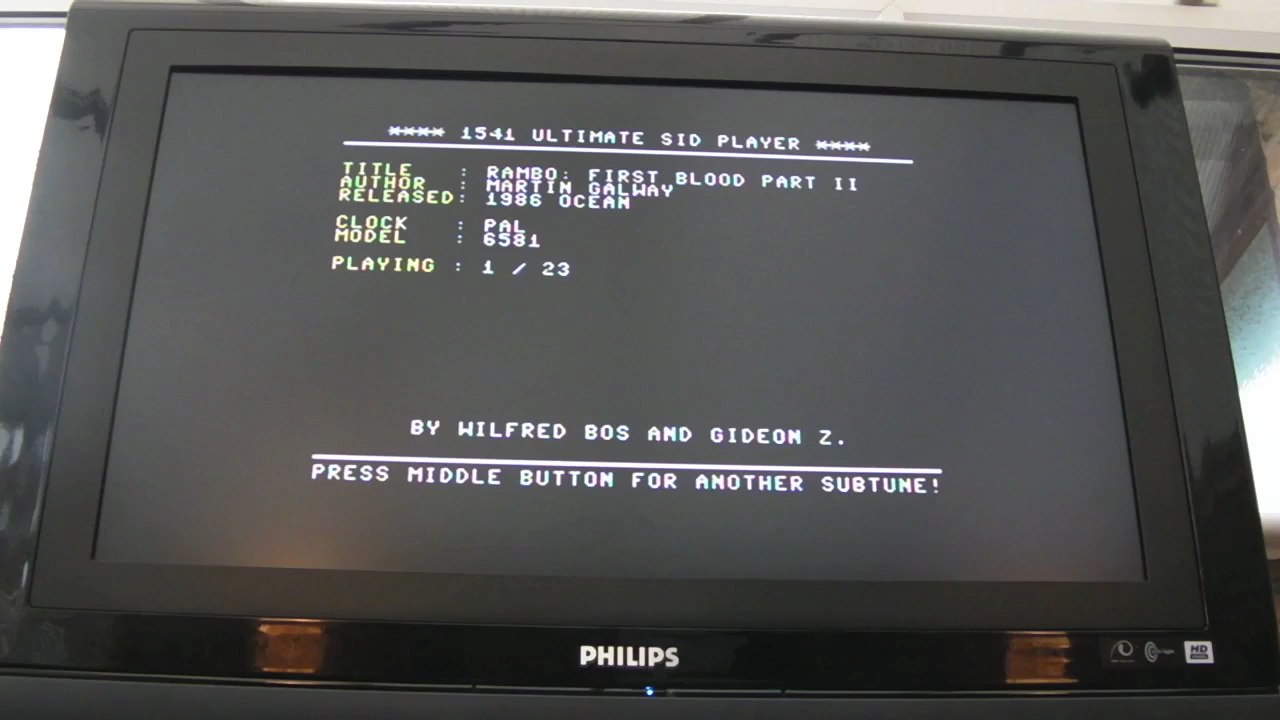 **** 1541 ULTIMATE SID PLAYER ****
TITLE : RAMBO: FIRST BLOOD PART II
AUTHOR : MARTIN GALWAY
RELEASED: 1986 OCEAN
CLOCK : PAL
MODEL : 6581
PLAYING : 1 / 23
BY WILFRED BOS AND GIDEON Z.
PRESS MIDDLE BUTTON FOR ANOTHER SUBTUNE!
PHILIPS
HD